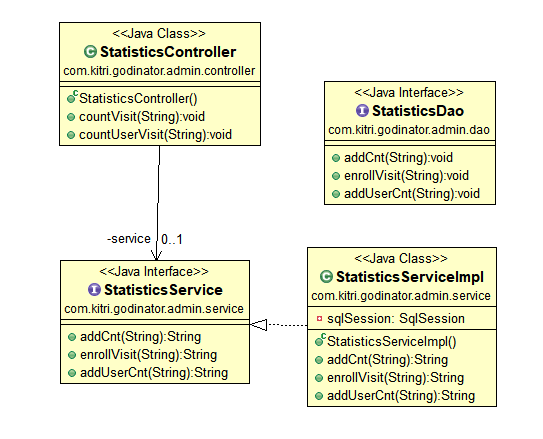 <<Java Class>>
StatisticsController
com.kitri.godinator.admin.controller
StatisticsController()
countVisit(String):void
countUserVisit(String):void
<<Java Interface>>
StatisticsDao
com.kitri.godinator.admin.dao
addCnt(String):void
enrollVisit(String):void
addUserCnt(String):void
-service 0..1
<<Java Interface>>
StatisticsService
com.kitri.godinator.admin.service
addCnt(String):String
enrollVisit(String):String
addUserCnt(String):String
<<Java Class>>
StatisticsServiceImpl
com.kitri.godinator.admin.service
sqlSession: SqlSession
StatisticsServiceImpl()
addCnt(String):String
enrollVisit(String):String
addUserCnt(String):String